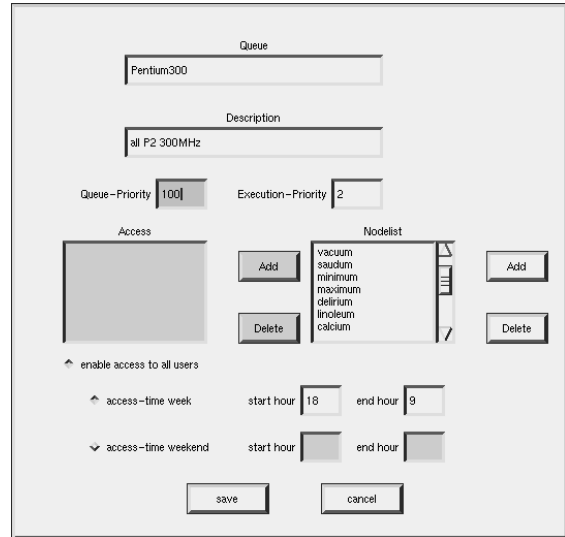 Queue
Pentium300
Description
all P2 300MHz
Queue-Priority 100 Execution-Priority 2
Access Nodelist
vacuum
saudum
minimum
maximum
delirium
linoleum
calcium
Add Add
Delete Delete
enable access to all users
access-time week start hour 18 end hour 9
access-time weekend start hour end hour
save cancel